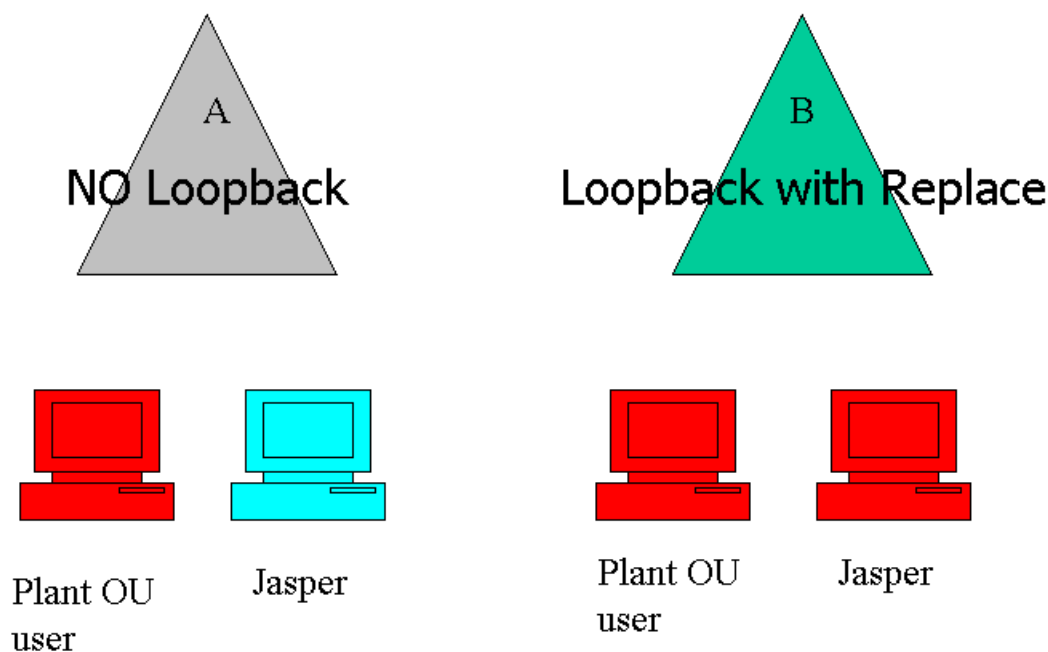 A
NO Loopback
B
Loopback with Replace
Plant OU
user
Jasper
Plant OU
user
Jasper